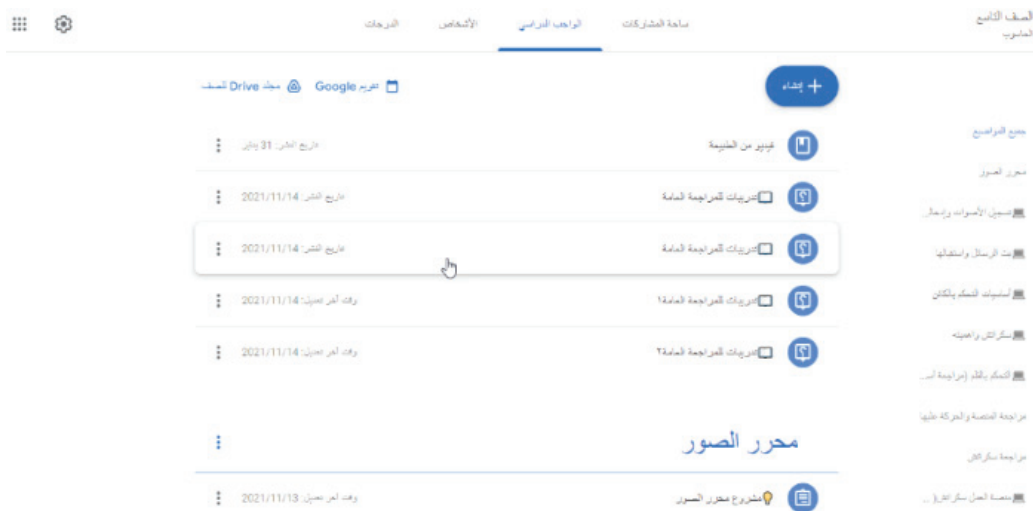 الصف التاسع
الحاسوب
ساحة المشاركات
الواجب الدراسي
الأشخاص
الدرجات
إنشاء
تقويم Google
مجلد Drive للصف
جميع المواضيع
محرر الصور
تسجيل الأصوات وإدخال...
بث الرسائل واستقبالها
أساسيات التحكم بالكائن
سكراتش وأهميته
التحكم بالقلم (مراجعة أس...
مراجعة المنصة والحركة عليها
مراجعة سكراتش
منصة العمل سكراتش( ...
فيديو من الطبيعة
تاريخ النشر: 31 يناير
تدريبات للمراجعة العامة
تاريخ النشر: 2021/11/14
تدريبات للمراجعة العامة
تاريخ النشر: 2021/11/14
تدريبات للمراجعة العامة١
وقت آخر تعديل: 2021/11/14
تدريبات للمراجعة العامة٢
وقت آخر تعديل: 2021/11/14
محرر الصور
مشروع محرر الصور
وقت آخر تعديل: 2021/11/13